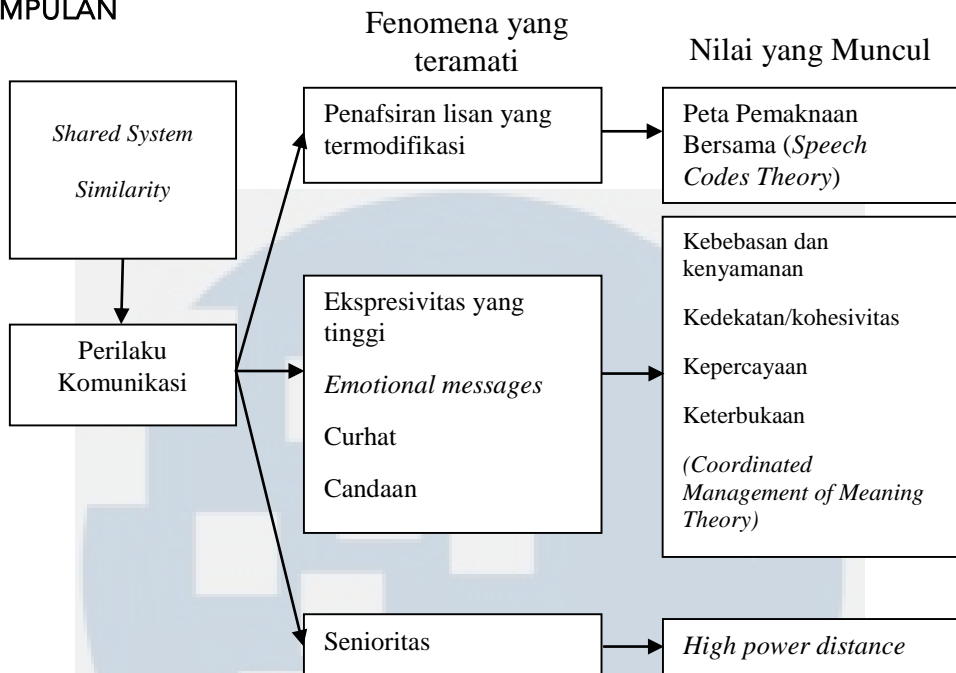 MPULAN
Fenomena yang
teramati
Nilai yang Muncul
Shared System
Similarity
Perilaku
Komunikasi
Penafsiran lisan yang
termodifikasi
Peta Pemaknaan
Bersama (Speech
Codes Theory)
Ekspresivitas yang
tinggi
Emotional messages
Curhat
Candaan
Kebebasan dan
kenyamanan
Kedekatan/kohesivitas
Kepercayaan
Keterbukaan
(Coordinated
Management of Meaning
Theory)
Senioritas
High power distance